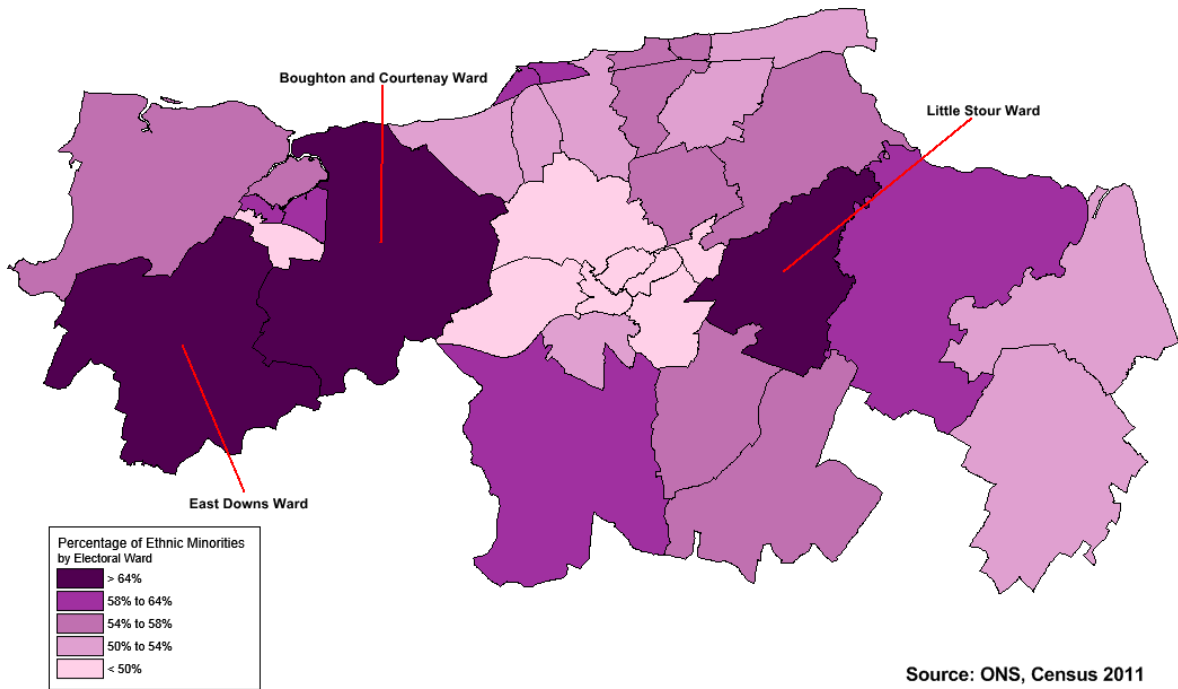 Boughton and Courtenay Ward
Little Stour Ward
East Downs Ward
Percentage of Ethnic Minorities
by Electoral Ward
> 64%
58% to 64%
54% to 58%
50% to 54%
< 50%
Source: ONS, Census 2011